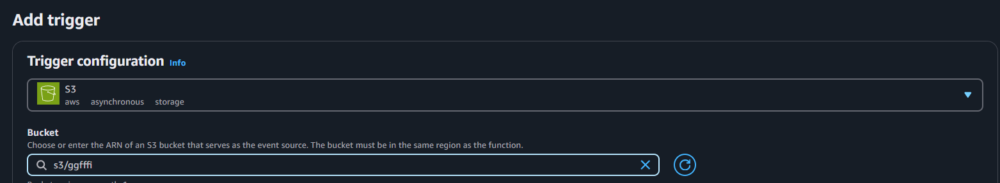 Add trigger
Trigger configuration Info
S3
aws asynchronous storage
Bucket
Choose or enter the ARN of an S3 bucket that serves as the event source. The bucket must be in the same region as the function.
s3/ggfffi